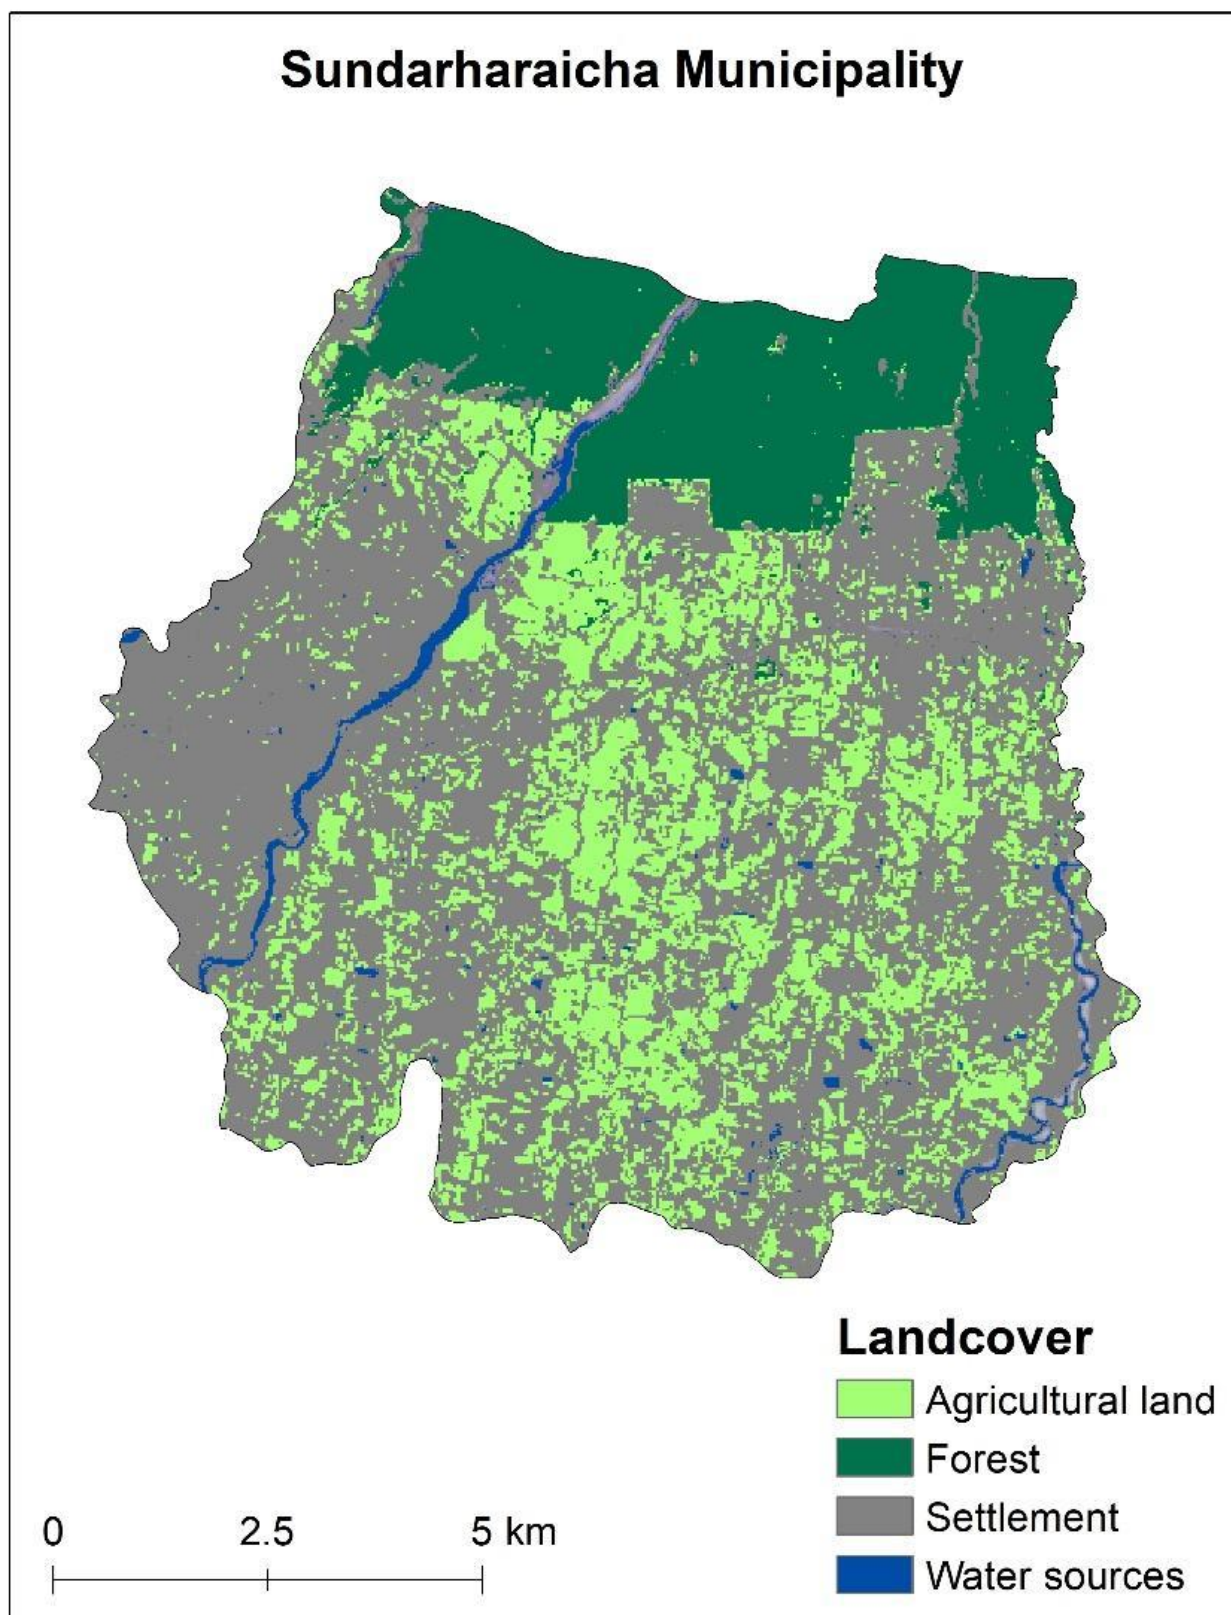 Sundarharaicha Municipality
Landcover
Agricultural land
Forest
Settlement
Water sources
0 2.5 5 km